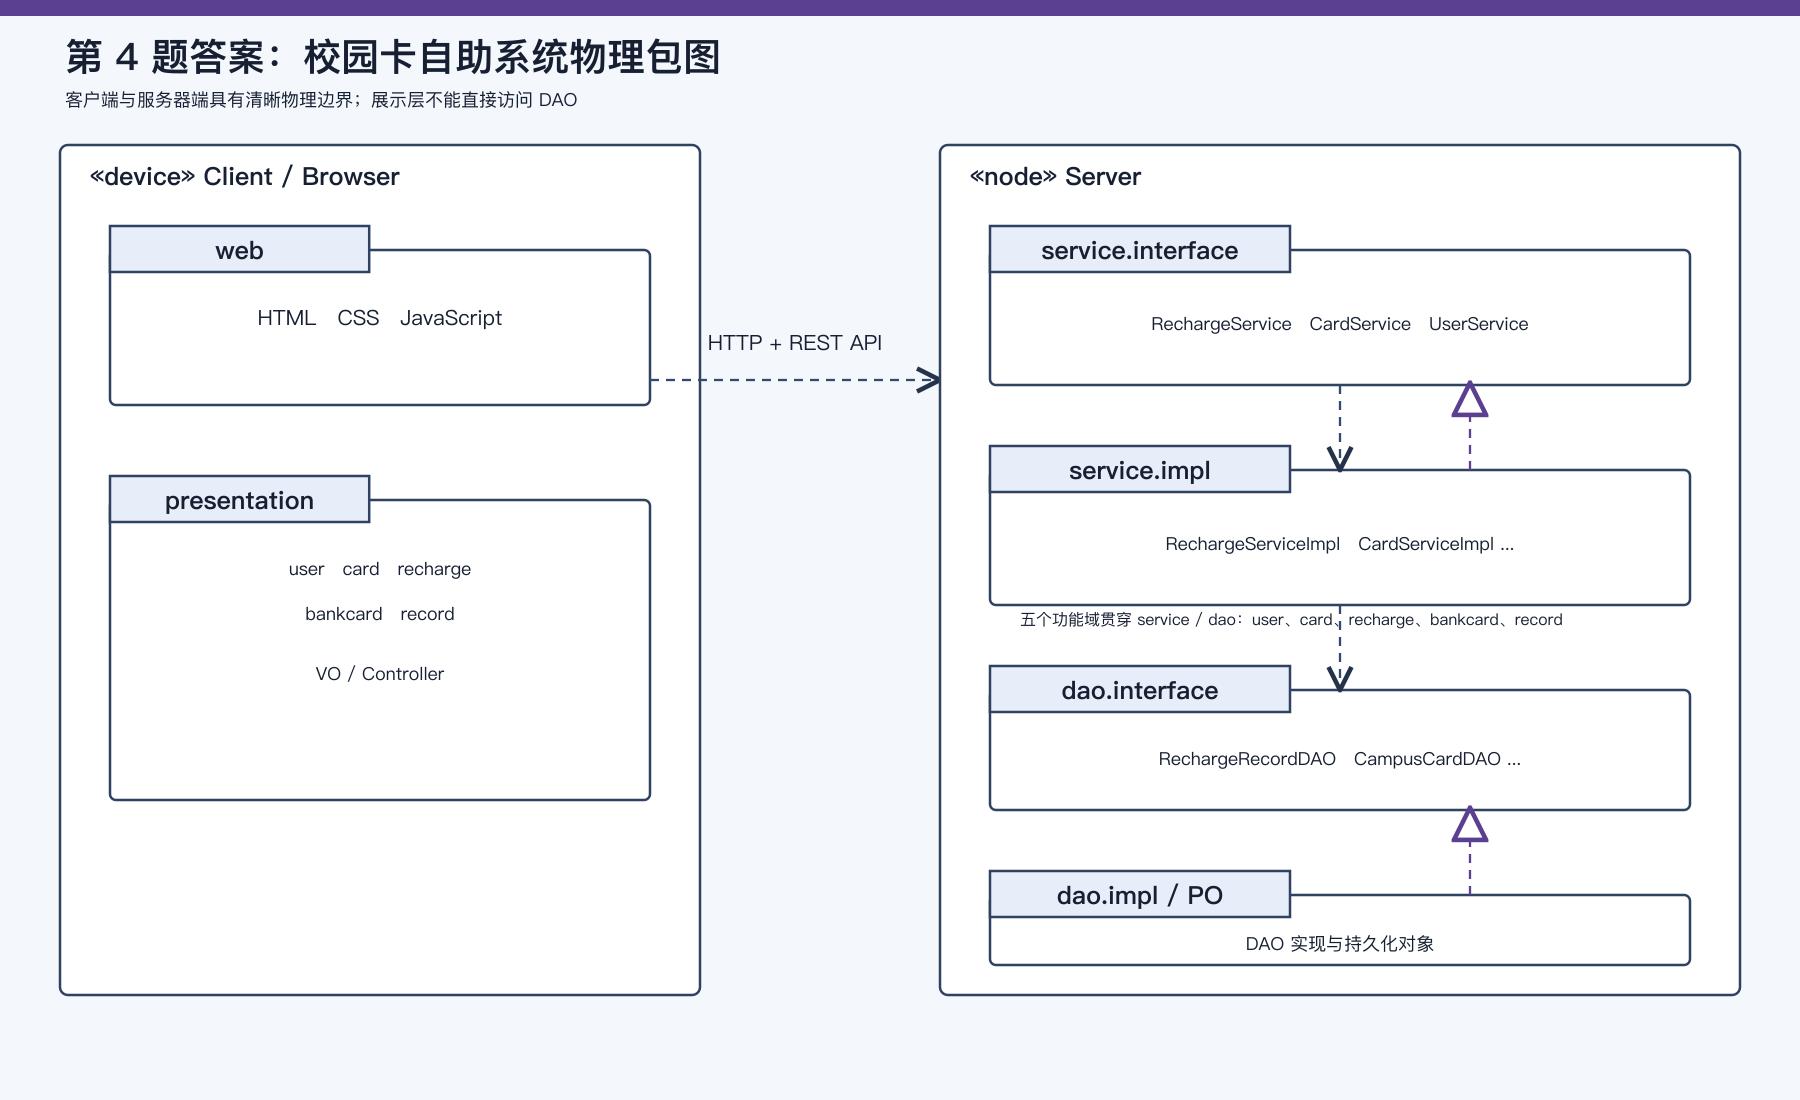 第 4 题答案：校园卡自助系统物理包图
客户端与服务器端具有清晰物理边界；展示层不能直接访问 DAO
«device» Client / Browser
web
HTML CSS JavaScript
presentation
user card recharge
bankcard record
VO / Controller
HTTP + REST API
«node» Server
service.interface
RechargeService CardService UserService
service.impl
RechargeServiceImpl CardServiceImpl ...
五个功能域贯穿 service / dao：user、card、recharge、bankcard、record
dao.interface
RechargeRecordDAO CampusCardDAO ...
dao.impl / PO
DAO 实现与持久化对象